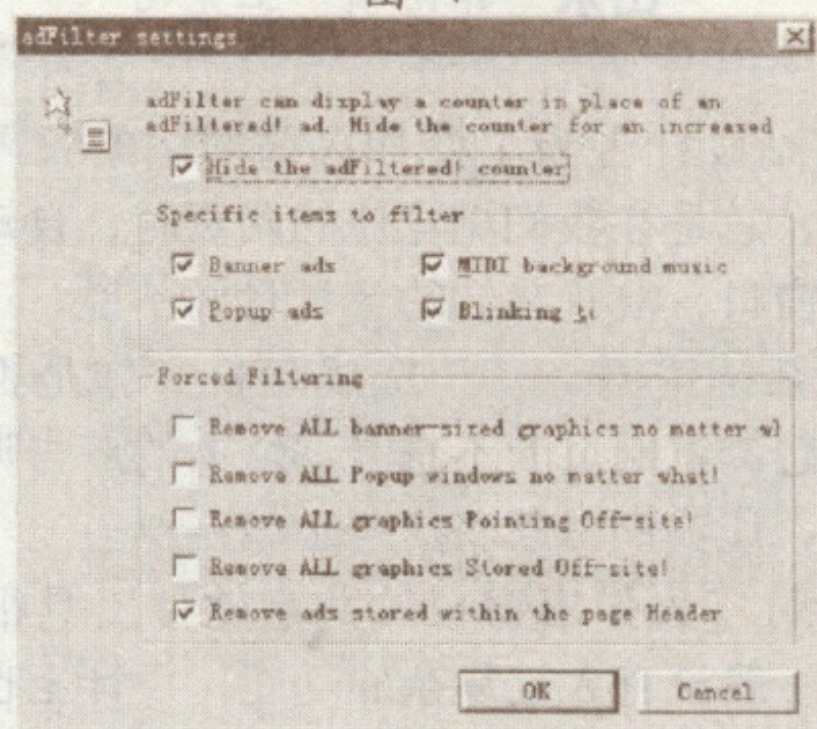 adFilter settings
adFilter can display a counter in place of an
adFiltered! ad. Hide the counter for an increased
Hide the adFiltered! counter
Specific items to filter
Banner ads
MIDI background music
Popup ads
Blinking
Forced Filtering
Remove ALL banner-sized graphics no matter wh
Remove ALL Popup windows no matter what!
Remove ALL graphics Pointing Off-site!
Remove ALL graphics Stored Off-site!
Remove ads stored within the page Header
OK
Cancel